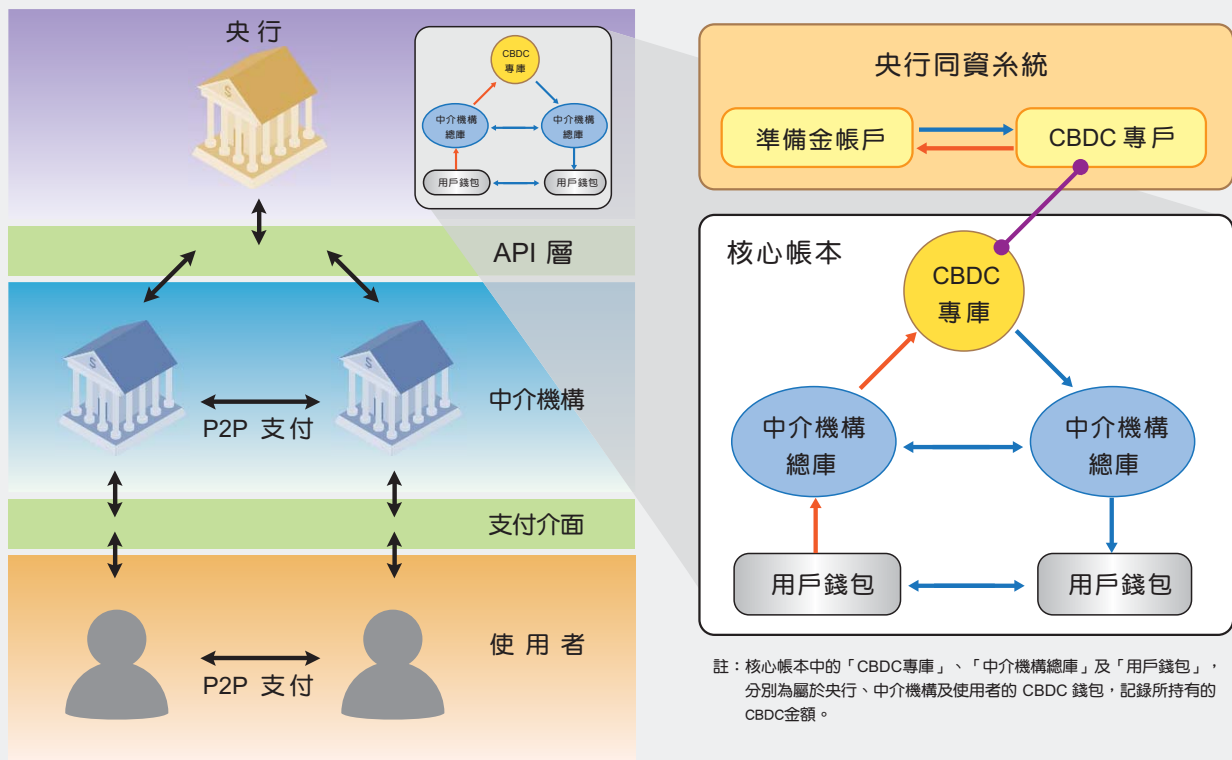 央行
CBDC
專庫
中介機構
總庫
中介機構
總庫
用戶錢包
用戶錢包
API 層
P2P 支付
中介機構
支付介面
使用者
P2P 支付
央行同資糸統
準備金帳戶
CBDC 專戶
核心帳本
CBDC
專庫
中介機構
總庫
中介機構
總庫
用戶錢包
用戶錢包
註：核心帳本中的「CBDC專庫」、「中介機構總庫」及「用戶錢包」，
分別為屬於央行、中介機構及使用者的 CBDC 錢包，記錄所持有的
CBDC金額。